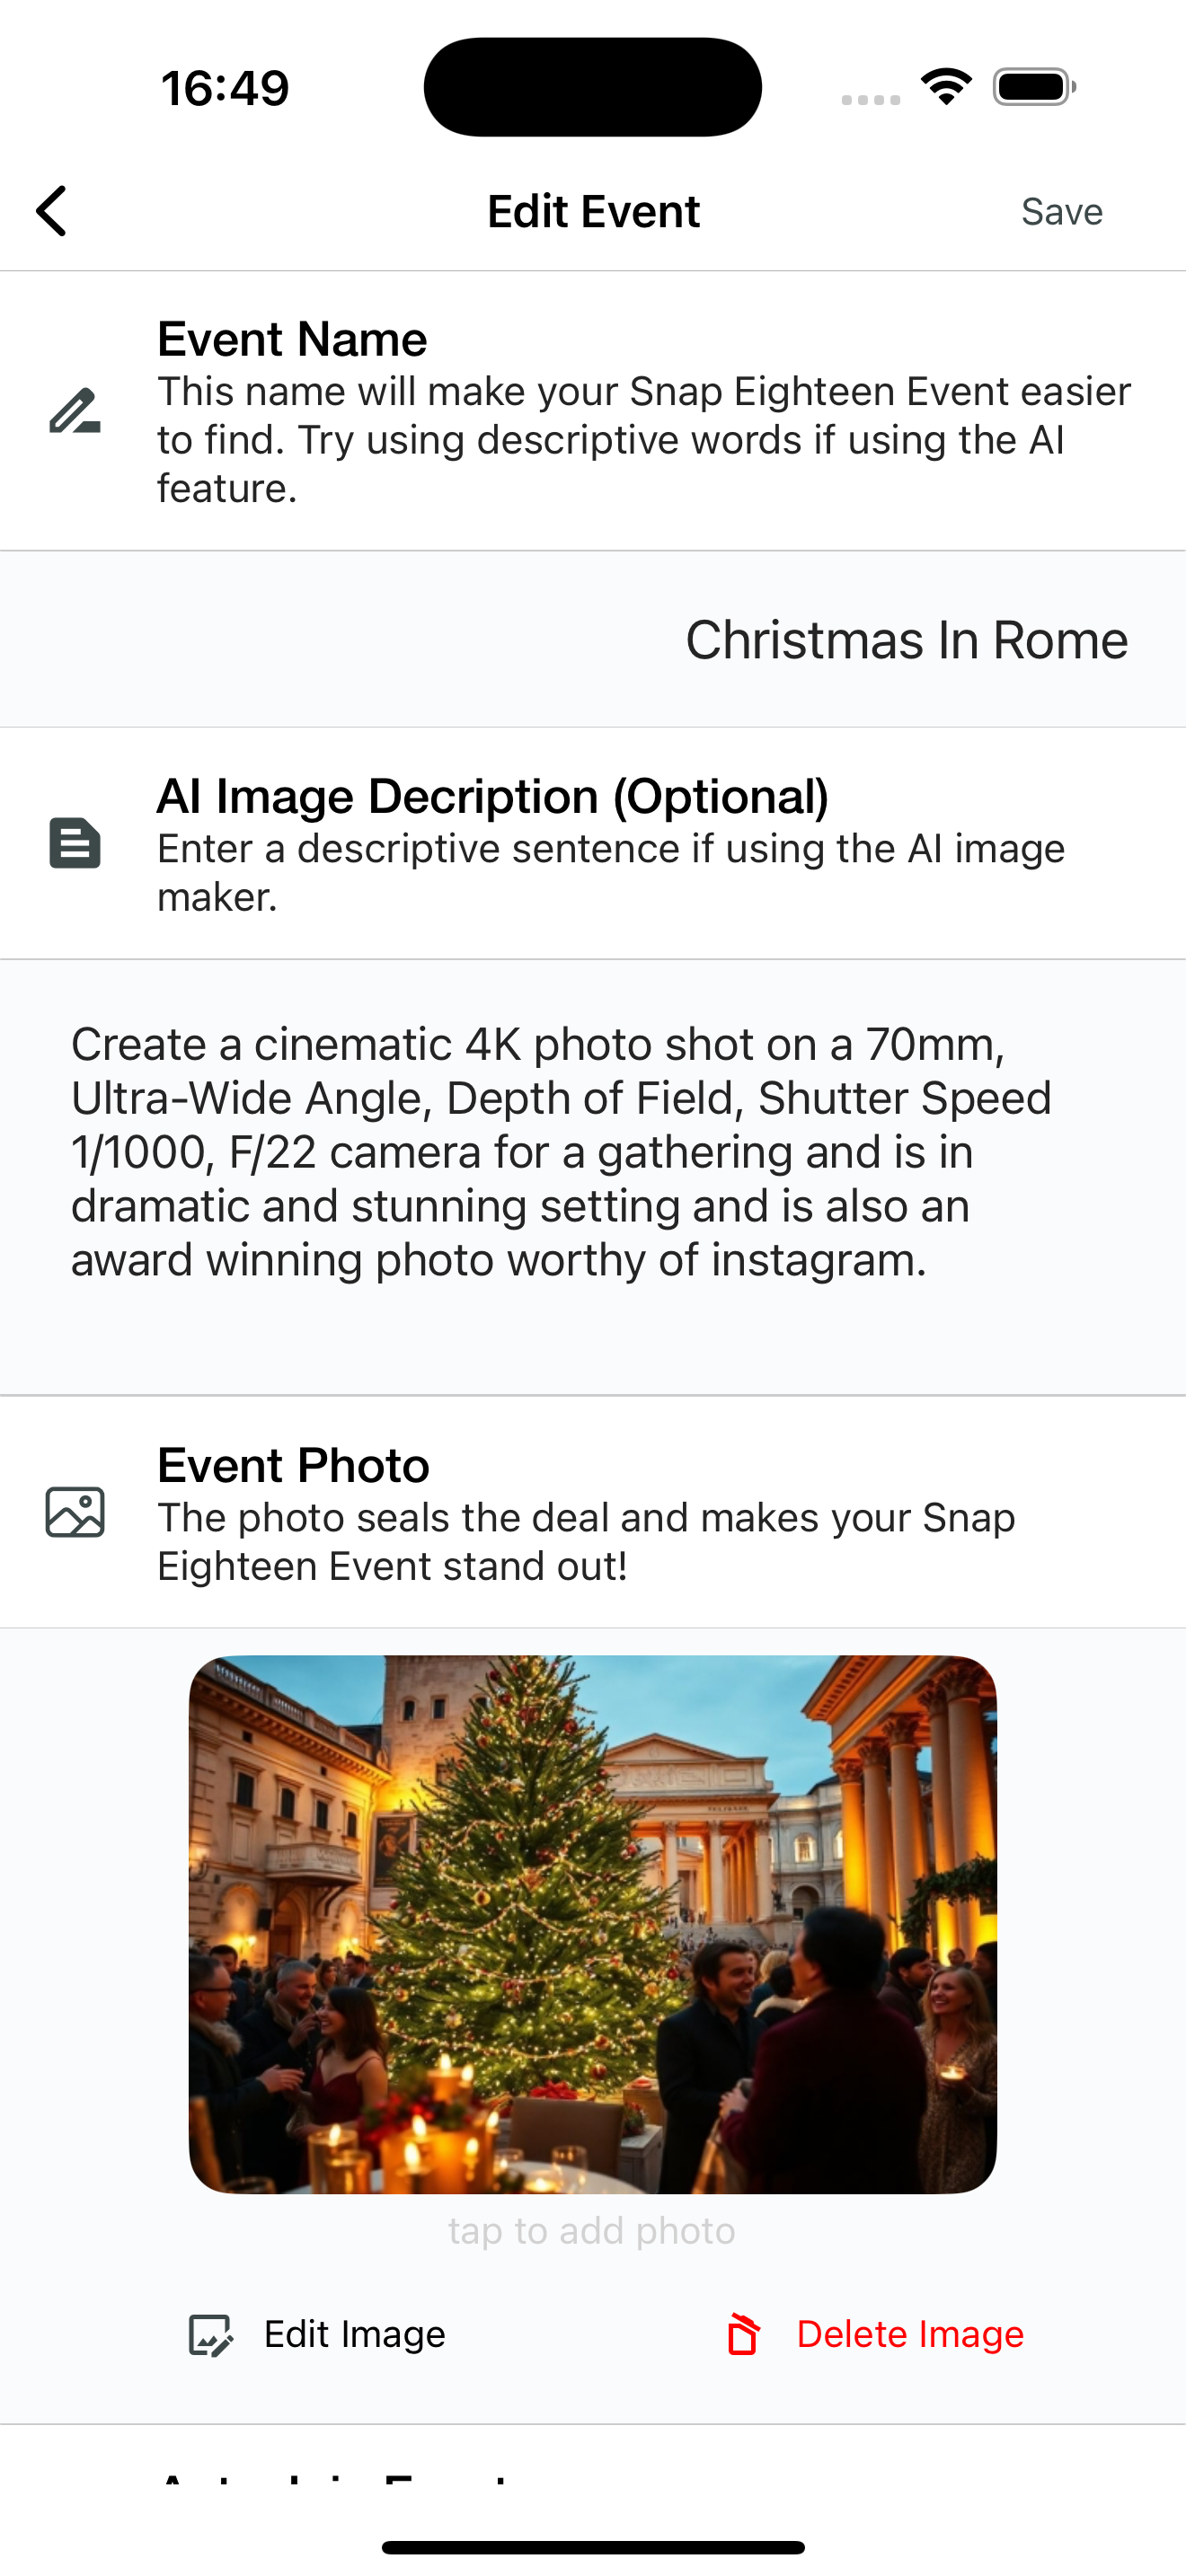 16:49
Edit Event
Save
Event Name
This name will make your Snap Eighteen Event easier
to find. Try using descriptive words if using the AI
feature.
Christmas In Rome
AI Image Decription (Optional)
Enter a descriptive sentence if using the AI image
maker.
Create a cinematic 4K photo shot on a 70mm,
Ultra-Wide Angle, Depth of Field, Shutter Speed
1/1000, F/22 camera for a gathering and is in
dramatic and stunning setting and is also an
award winning photo worthy of instagram.
Event Photo
The photo seals the deal and makes your Snap
Eighteen Event stand out!
tap to add photo
Edit Image
Delete Image